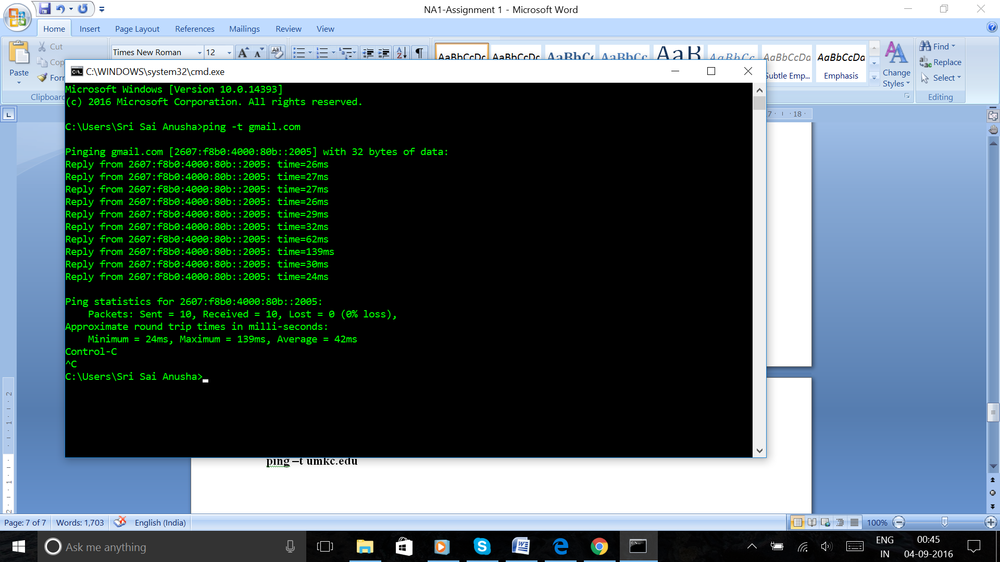 NA1-Assignment 1 - Microsoft Word
Home Insert Page Layout References Mailings Review View
Cut
Times New Roman 12
Paste
Cop
Forr
Clipboard
AaBbCcDc AaBbCcDc AaBbC AaBbCc AaB AaBbCc. AaBbCcDa AaBbCcDa
Subtle Emp... Emphasis
Change Styles
Find
Replace
Select
Editing
C:\WINDOWS\system32\cmd.exe
Microsoft Windows [Version 10.0.14393]
(c) 2016 Microsoft Corporation. All rights reserved.
C:\Users\Sri Sai Anusha>ping -t gmail.com
Pinging gmail.com [2607:f8b0:4000:80b::2005] with 32 bytes of data:
Reply from 2607:f8b0:4000:80b::2005: time=26ms
Reply from 2607:f8b0:4000:80b::2005: time=27ms
Reply from 2607:f8b0:4000:80b::2005: time=27ms
Reply from 2607:f8b0:4000:80b::2005: time=26ms
Reply from 2607:f8b0:4000:80b::2005: time=29ms
Reply from 2607:f8b0:4000:80b::2005: time=32ms
Reply from 2607:f8b0:4000:80b::2005: time=62ms
Reply from 2607:f8b0:4000:80b::2005: time=139ms
Reply from 2607:f8b0:4000:80b::2005: time=30ms
Reply from 2607:f8b0:4000:80b::2005: time=24ms
Ping statistics for 2607:f8b0:4000:80b::2005:
Packets: Sent = 10, Received = 10, Lost = 0 (0% loss),
Approximate round trip times in milli-seconds:
Minimum = 24ms, Maximum = 139ms, Average = 42ms
Control-C
^C
C:\Users\Sri Sai Anusha>
ping –t umkc.edu
Page: 7 of 7 Words: 1,703 English (India) 100%
Ask me anything
ENG
IN
00:45
04-09-2016